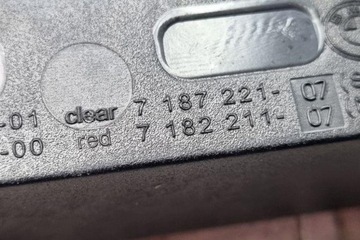 -01 clear 7 187 221- 07
-00 red 7 182 211- 07